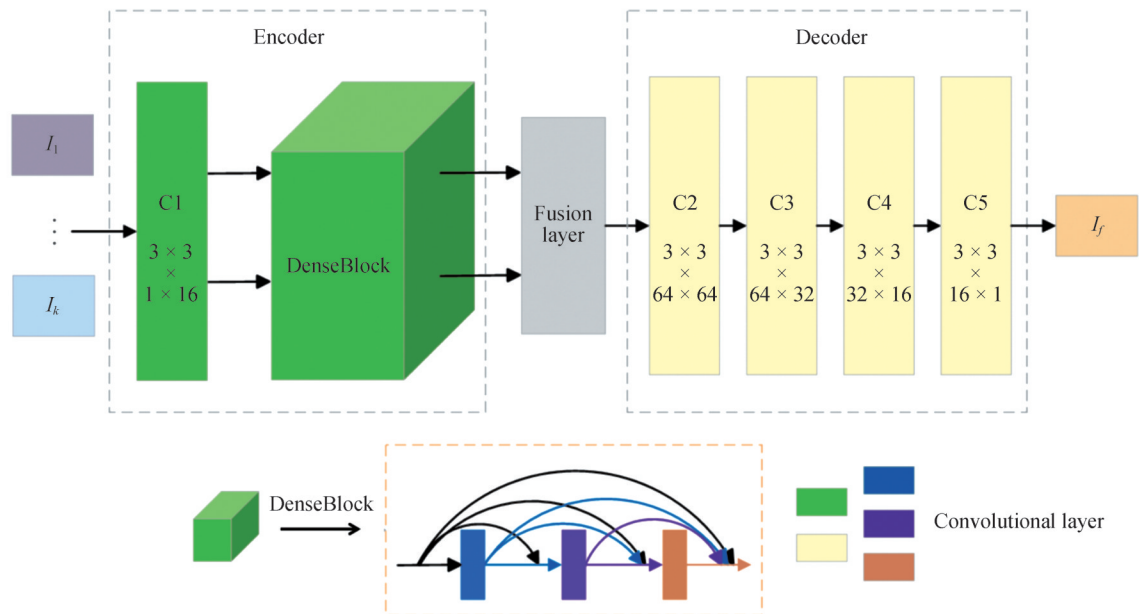 Encoder
Decoder
I₁
⋮
Iₖ
C1
3 × 3
×
1 × 16
DenseBlock
Fusion
layer
C2
3 × 3
×
64 × 64
C3
3 × 3
×
64 × 32
C4
3 × 3
×
32 × 16
C5
3 × 3
×
16 × 1
I_f
DenseBlock
Convolutional layer